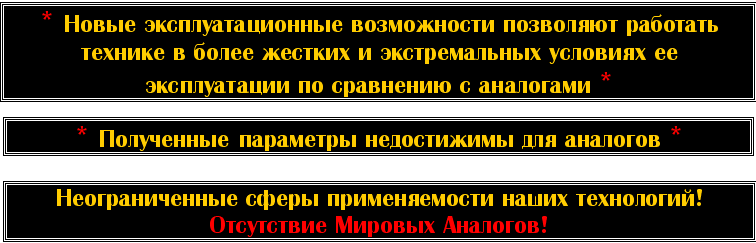 * Новые эксплуатационные возможности позволяют работать
технике в более жестких и экстремальных условиях ее
эксплуатации по сравнению с аналогами *
* Полученные параметры недостижимы для аналогов *
Неограниченные сферы применяемости наших технологий!
Отсутствие Мировых Аналогов!